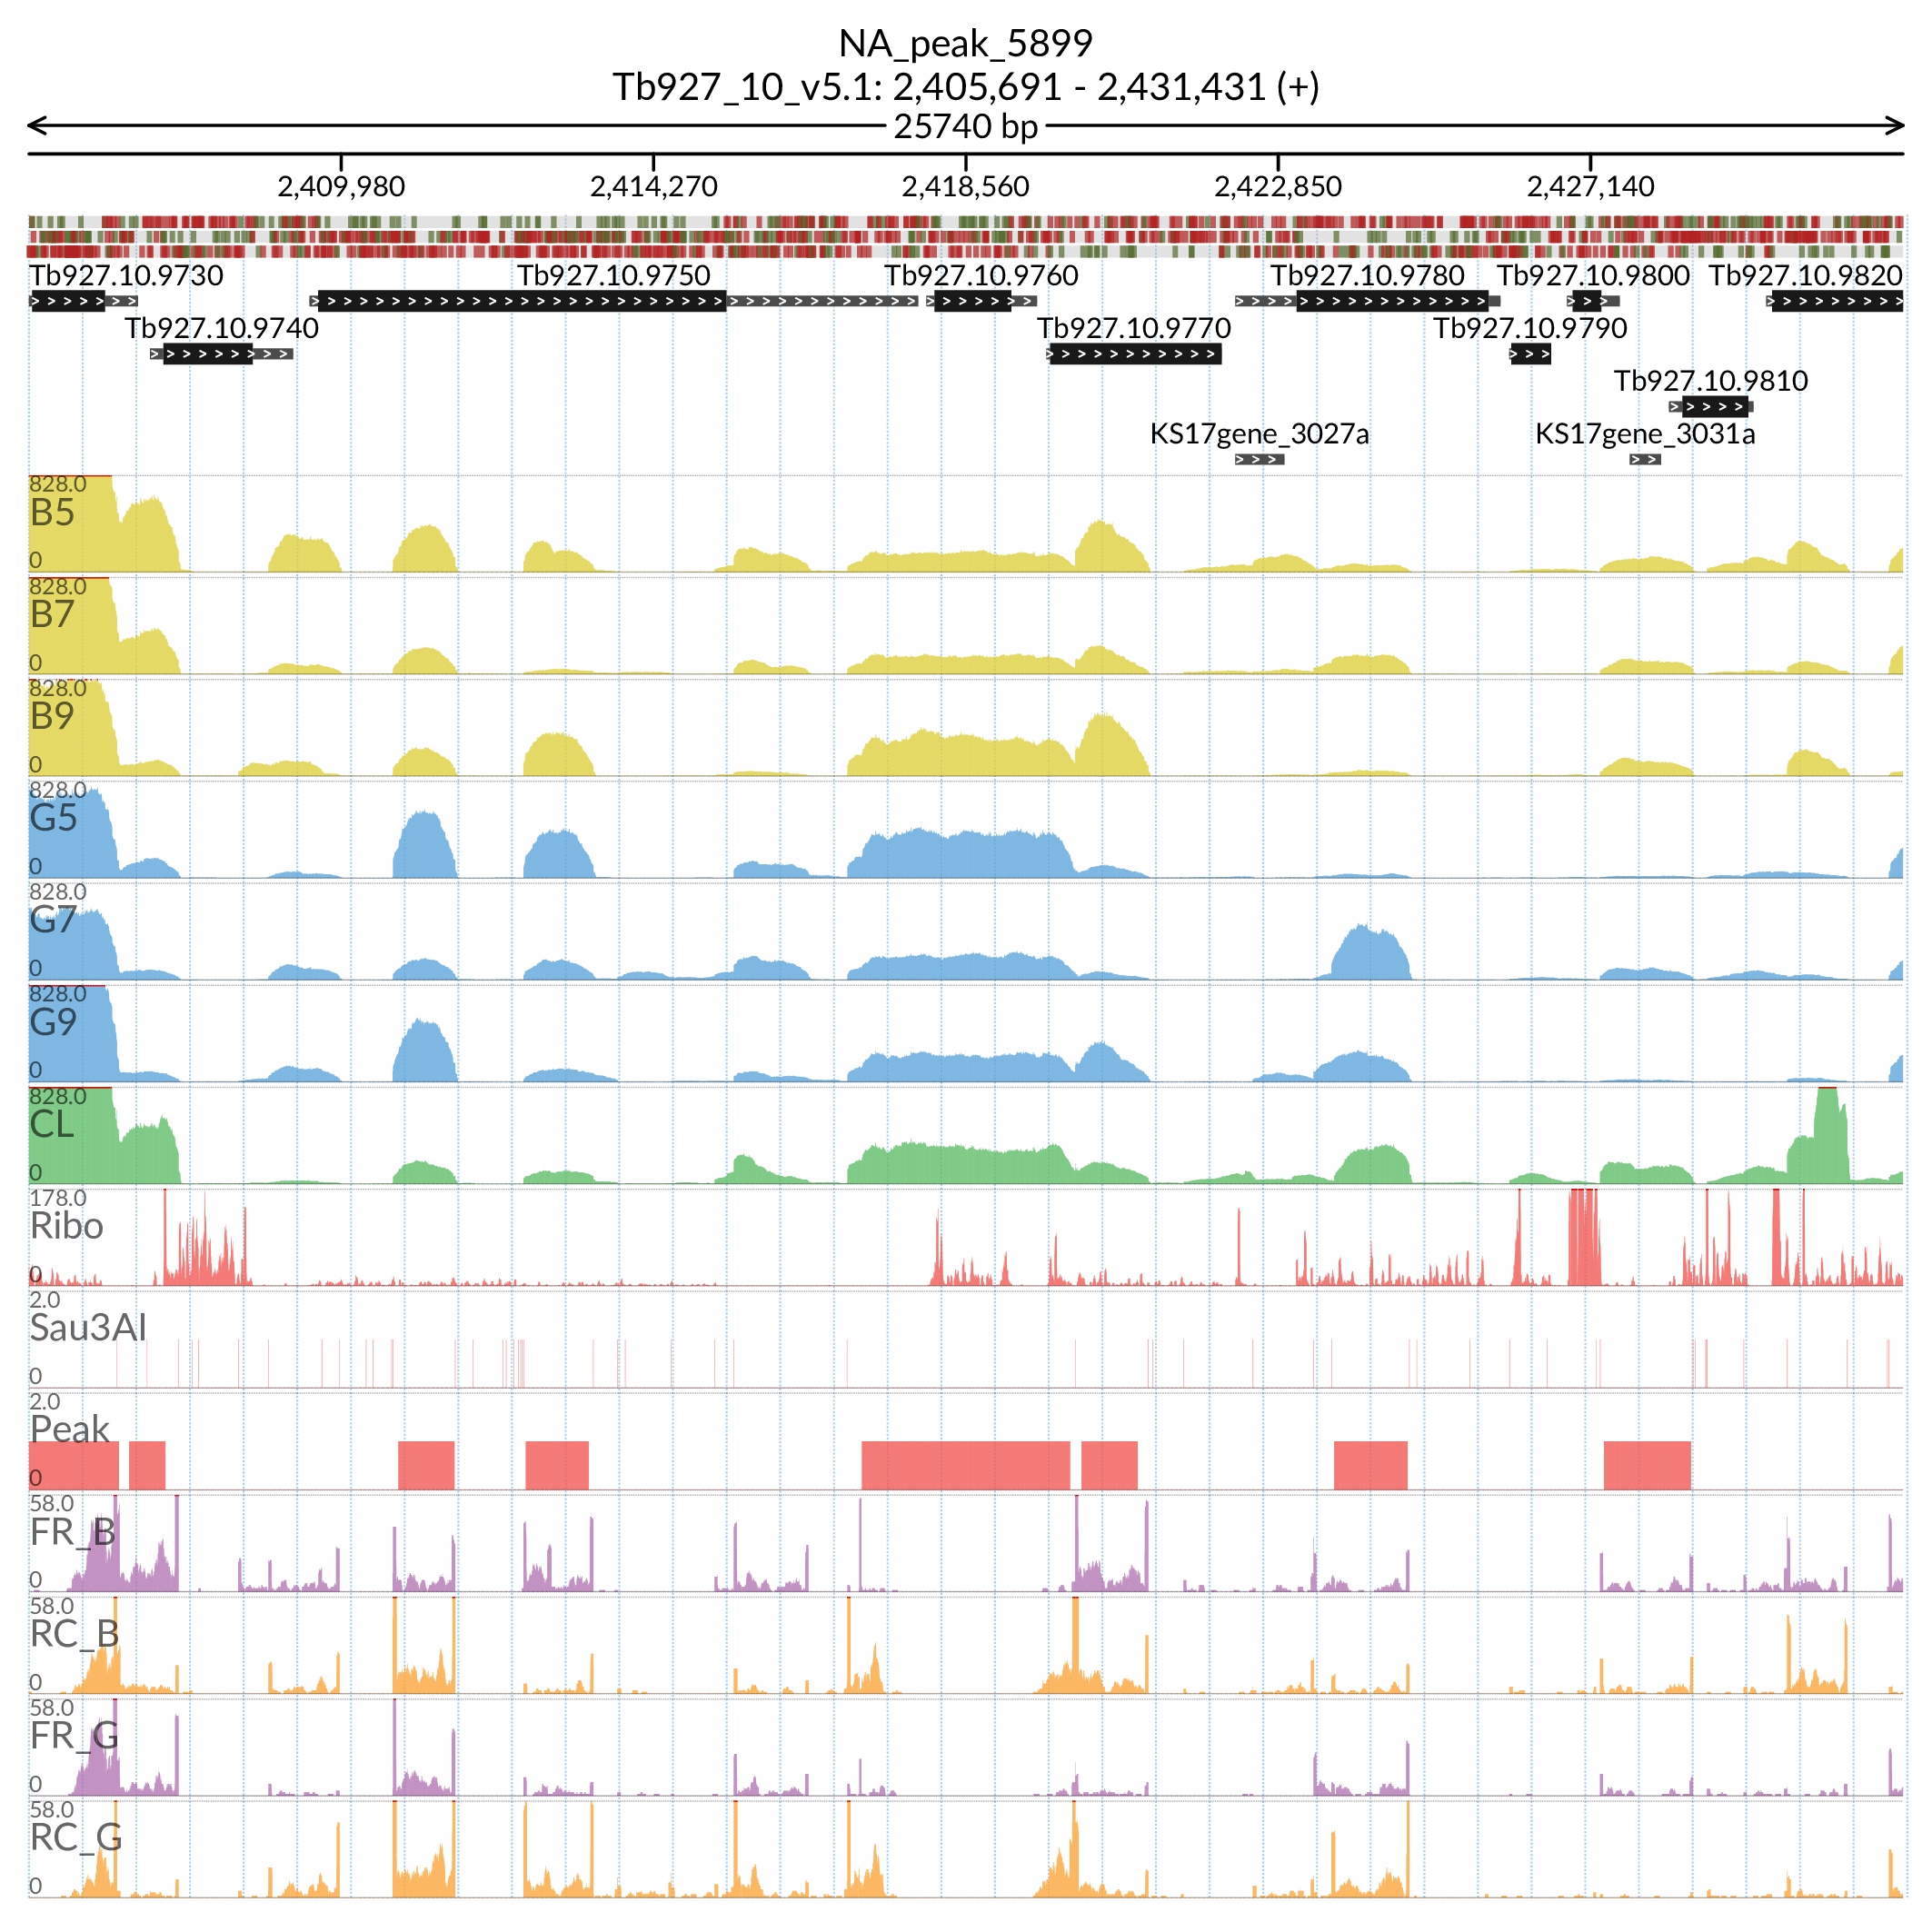 NA_peak_5899
Tb927_10_v5.1: 2,405,691 - 2,431,431 (+)
25740 bp
2,409,980 2,414,270 2,418,560 2,422,850 2,427,140
Tb927.10.9730 Tb927.10.9750 Tb927.10.9760 Tb927.10.9780 Tb927.10.9800 Tb927.10.9820
Tb927.10.9740 Tb927.10.9770 Tb927.10.9790
Tb927.10.9810
KS17gene_3027a KS17gene_3031a
828.0
B5
0
828.0
B7
0
828.0
B9
0
828.0
G5
0
828.0
G7
0
828.0
G9
0
828.0
CL
0
178.0
Ribo
0
2.0
Sau3AI
0
2.0
Peak
0
58.0
FR_B
0
58.0
RC_B
0
58.0
FR_G
0
58.0
RC_G
0